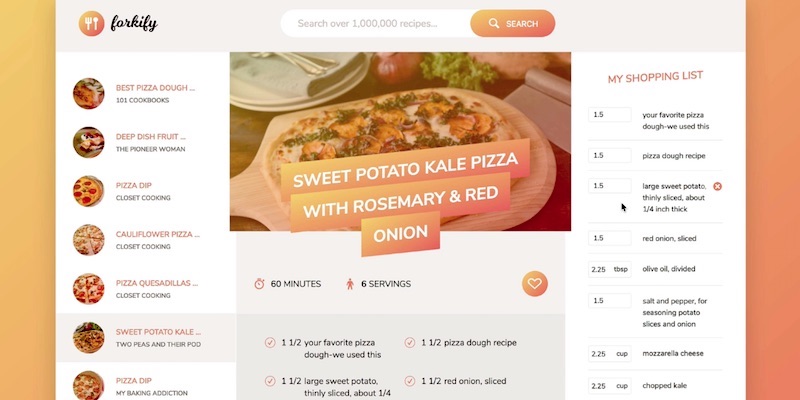 forkify
Search over 1,000,000 recipes...
SEARCH
BEST PIZZA DOUGH ...
101 COOKBOOKS
DEEP DISH FRUIT ...
THE PIONEER WOMAN
PIZZA DIP
CLOSET COOKING
CAULIFLOWER PIZZA ...
CLOSET COOKING
PIZZA QUESADILLAS ...
CLOSET COOKING
SWEET POTATO KALE ...
TWO PEAS AND THEIR POD
PIZZA DIP
MY BAKING ADDICTION
SWEET POTATO KALE PIZZA
WITH ROSEMARY & RED
ONION
60 MINUTES
6 SERVINGS
1 1/2 your favorite pizza
dough-we used this
1 1/2 pizza dough recipe
1 1/2 large sweet potato,
thinly sliced, about 1/4
1 1/2 red onion, sliced
MY SHOPPING LIST
1.5 your favorite pizza
dough-we used this
1.5 pizza dough recipe
1.5 large sweet potato,
thinly sliced, about
1/4 inch thick
1.5 red onion, sliced
2.25 tbsp olive oil, divided
1.5 salt and pepper, for
seasoning potato
slices and onion
2.25 cup mozzarella cheese
2.25 cup chopped kale